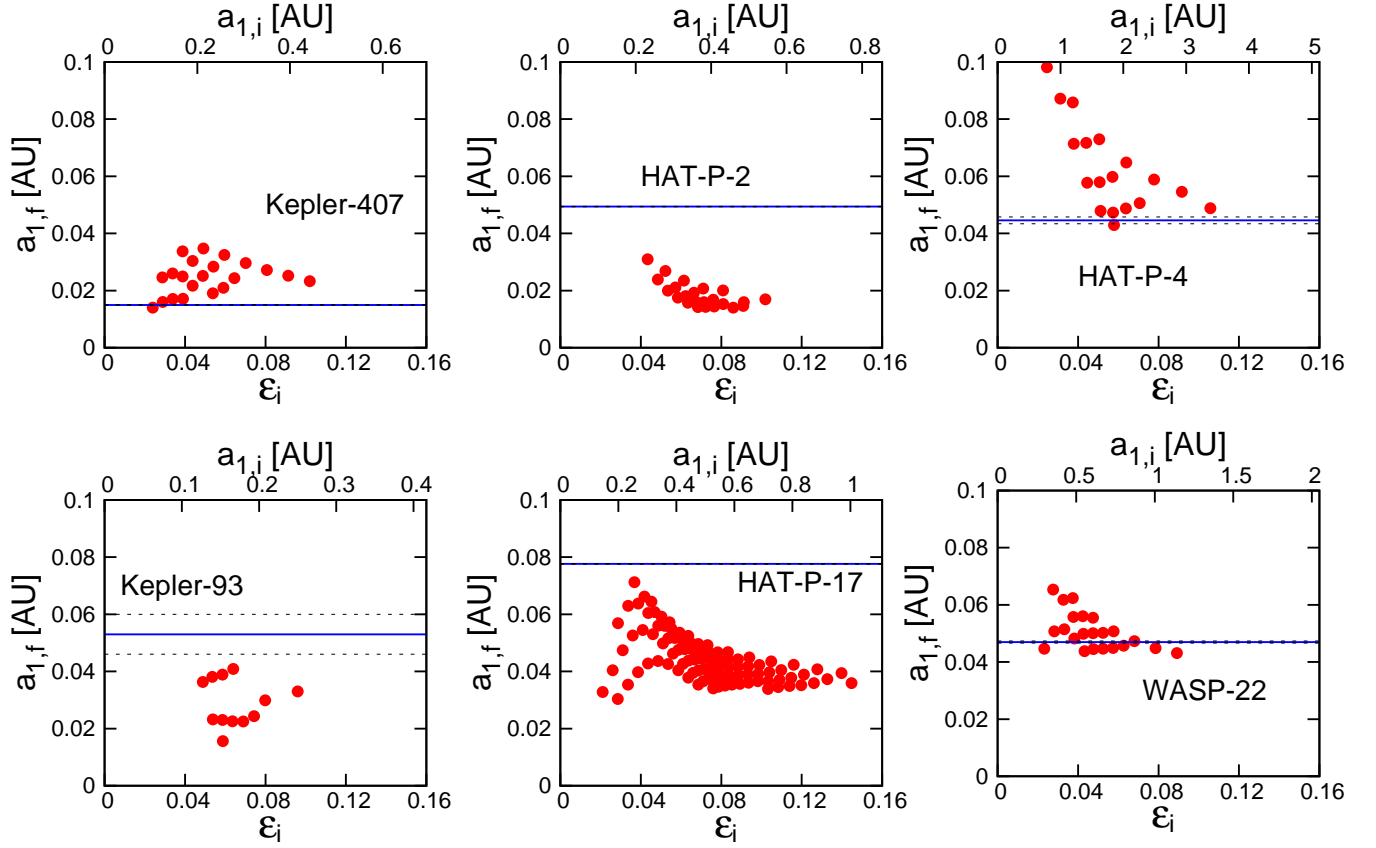 a1,i [AU]
0 0.2 0.4 0.6
0.1
0.08
0.06
0.04
0.02
0
a1,f [AU]
Kepler-407
0 0.04 0.08 0.12 0.16
εi
a1,i [AU]
0 0.2 0.4 0.6 0.8
0.1
0.08
0.06
0.04
0.02
0
a1,f [AU]
HAT-P-2
0 0.04 0.08 0.12 0.16
εi
a1,i [AU]
0 1 2 3 4 5
0.1
0.08
0.06
0.04
0.02
0
a1,f [AU]
HAT-P-4
0 0.04 0.08 0.12 0.16
εi
a1,i [AU]
0 0.1 0.2 0.3 0.4
0.1
0.08
0.06
0.04
0.02
0
a1,f [AU]
Kepler-93
0 0.04 0.08 0.12 0.16
εi
a1,i [AU]
0 0.2 0.4 0.6 0.8 1
0.1
0.08
0.06
0.04
0.02
0
a1,f [AU]
HAT-P-17
0 0.04 0.08 0.12 0.16
εi
a1,i [AU]
0 0.5 1 1.5 2
0.1
0.08
0.06
0.04
0.02
0
a1,f [AU]
WASP-22
0 0.04 0.08 0.12 0.16
εi